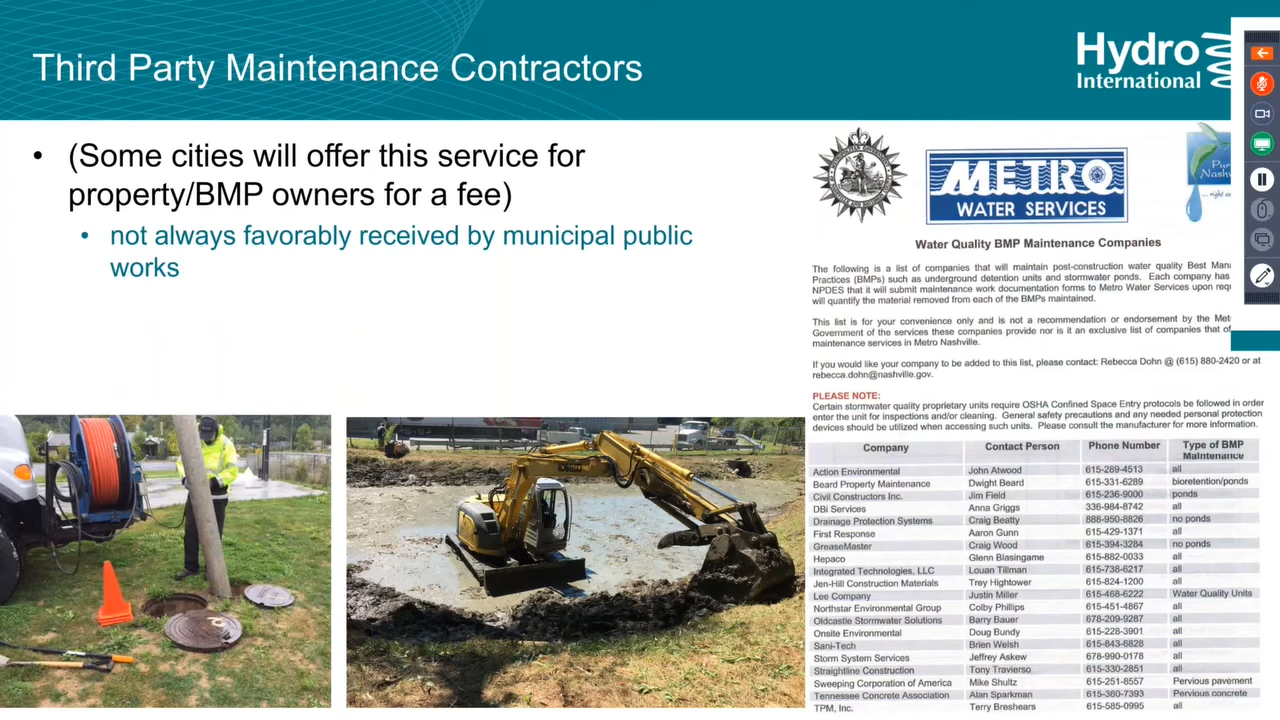 Third Party Maintenance Contractors
Hydro
International
• (Some cities will offer this service for
property/BMP owners for a fee)
• not always favorably received by municipal public
works
METRO
WATER SERVICES
Water Quality BMP Maintenance Companies
The following is a list of companies that will maintain post-construction water quality Best
Practices (BMPs) such as underground detention units and stormwater ponds. Each company has
NPDES that it will submit maintenance work documentation forms to Metro Water Services upon
will quantify the material removed from each of the BMPs maintained.
This list is for your convenience only and is not a recommendation or endorsement by the
Government of the services these companies provide nor is it an exclusive list of companies that
maintenance services in Metro Nashville.
If you would like your company to be added to this list, please contact: Rebecca Dohn @ (615) 880-2420 or at
rebecca.dohn@nashville.gov.
PLEASE NOTE:
Certain stormwater quality proprietary units require OSHA Confined Space Entry protocols be followed in order
enter the unit for inspections and/or cleaning. General safety precautions and any needed personal protection
devices should be utilized when accessing such units. Please consult the manufacturer for more information.
Company Contact Person Phone Number Type of BMP
Maintenance
Action Environmental John Atwood 615-289-4513 all
Beard Property Maintenance Dwight Beard 615-331-6289 bioretention/ponds
Civil Constructors Inc. Jim Field 615-236-9000 ponds
DBi Services Anna Griggs 336-984-8742 all
Drainage Protection Systems Craig Beatty 888-950-8826 no ponds
First Response Aaron Gunn 615-429-1371 all
GreaseMaster Craig Wood 615-394-3284 no ponds
Hepaco Glenn Blasingame 615-882-0033 all
Integrated Technologies, LLC Louan Tillman 615-738-6217 all
Jen-Hill Construction Materials Trey Hightower 615-824-1200 all
Lee Company Justin Miller 615-468-6222 Water Quality Units
Northstar Environmental Group Colby Phillips 615-451-4867 all
Oldcastle Stormwater Solutions Barry Bauer 678-209-9287 all
Onsite Environmental Doug Bundy 615-228-3901 all
Sani-Tech Brien Welsh 615-843-6828 all
Storm System Services Jeffrey Askew 678-990-0178 all
Straightline Construction Tony Travierso 615-330-2851 all
Sweeping Corporation of America Mike Shultz 615-251-8557 Pervious pavement
Tennessee Concrete Association Alan Sparkman 615-360-7393 Pervious concrete
TPM, Inc. Terry Breshears 615-585-0995 all